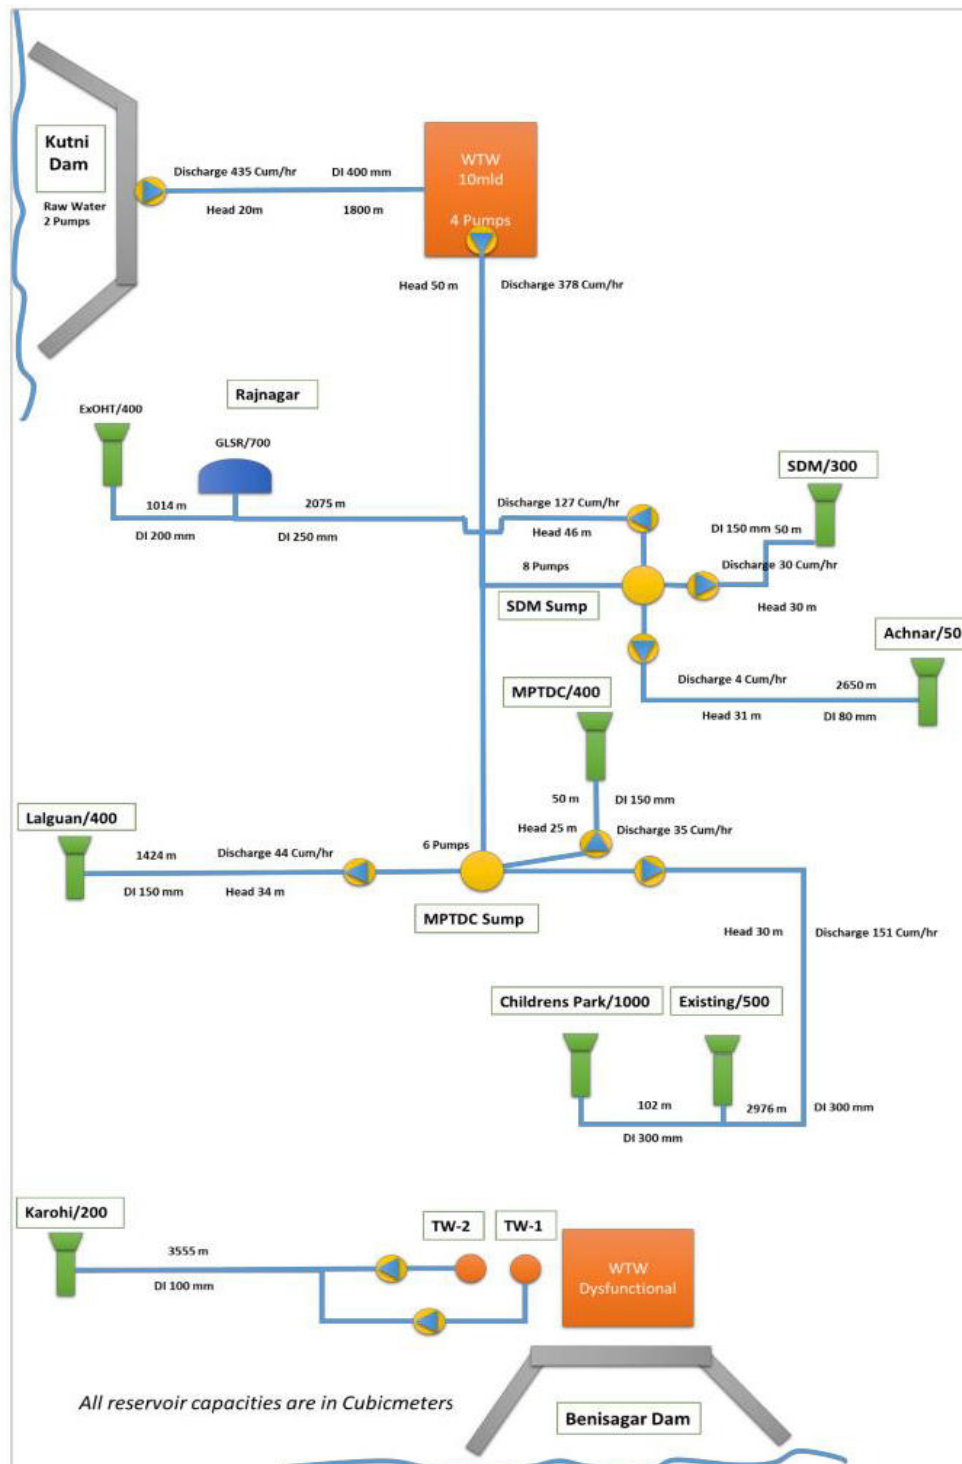 Kutni
Dam
Raw Water
2 Pumps
Discharge 435 Cum/hr
DI 400 mm
Head 20m
1800 m
WTW
10mld
4 Pumps
Head 50 m
Discharge 378 Cum/hr
Rajnagar
ExOHT/400
GLSR/700
1014 m
DI 200 mm
2075 m
DI 250 mm
Discharge 127 Cum/hr
Head 46 m
8 Pumps
SDM Sump
SDM/300
DI 150 mm 50 m
Discharge 30 Cum/hr
Head 30 m
Achnar/50
Discharge 4 Cum/hr
2650 m
Head 31 m
DI 80 mm
MPTDC/400
50 m
DI 150 mm
Head 25 m
Discharge 35 Cum/hr
Lalguan/400
1424 m
Discharge 44 Cum/hr
DI 150 mm
Head 34 m
6 Pumps
MPTDC Sump
Head 30 m
Discharge 151 Cum/hr
Childrens Park/1000
Existing/500
102 m
DI 300 mm
2976 m
DI 300 mm
Karohi/200
3555 m
DI 100 mm
TW-2
TW-1
WTW
Dysfunctional
All reservoir capacities are in Cubicmeters
Benisagar Dam